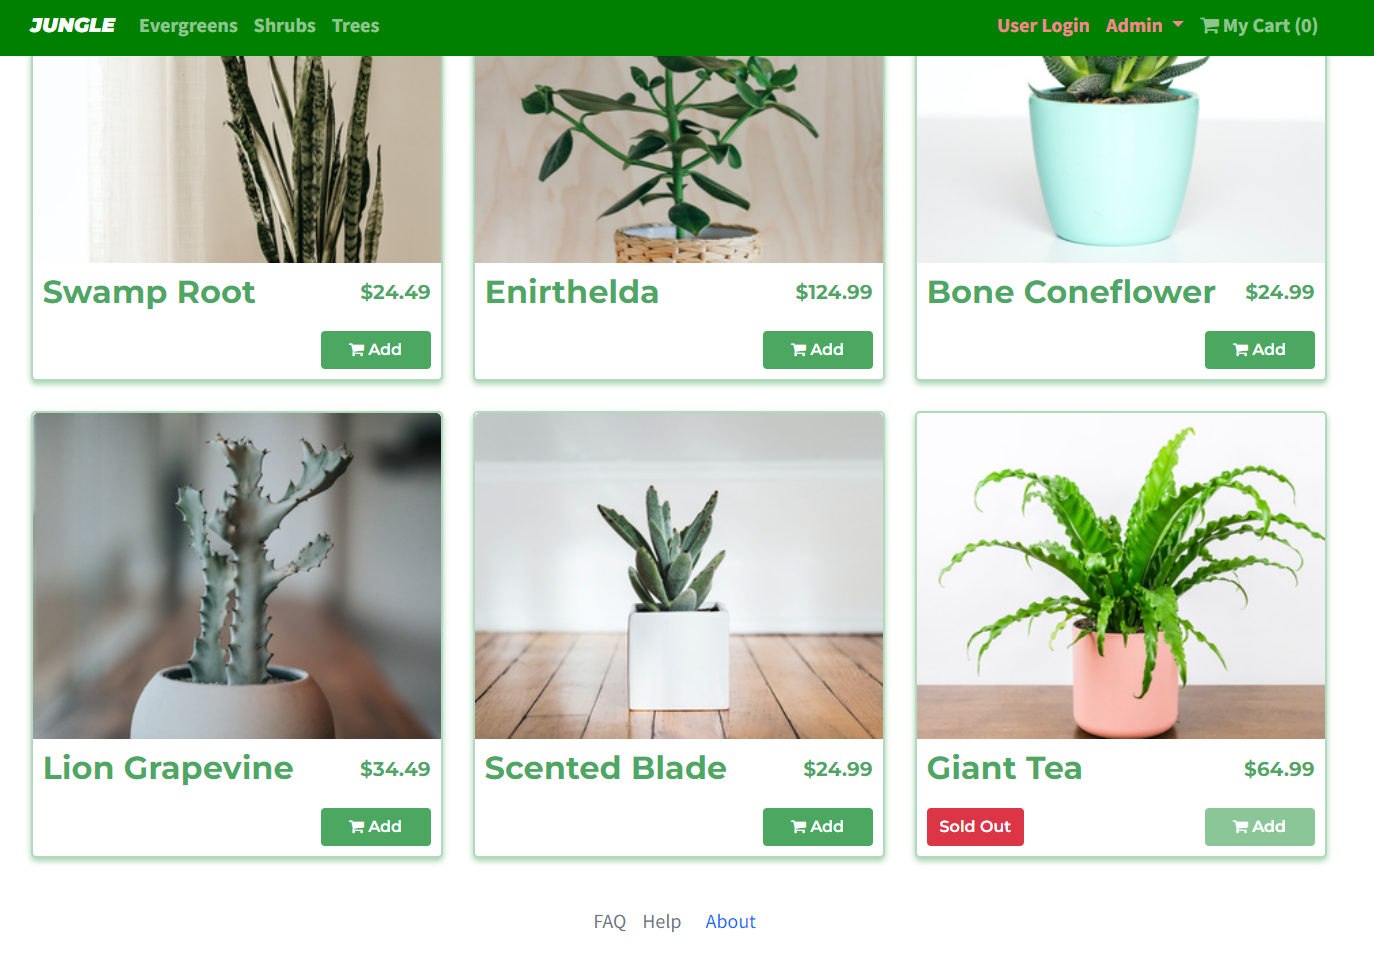 JUNGLE Evergreens Shrubs Trees User Login Admin My Cart (0)
Swamp Root $24.49
Add
Enirthelda $124.99
Add
Bone Coneflower $24.99
Add
Lion Grapevine $34.49
Add
Scented Blade $24.99
Add
Giant Tea $64.99
Sold Out Add
FAQ Help About